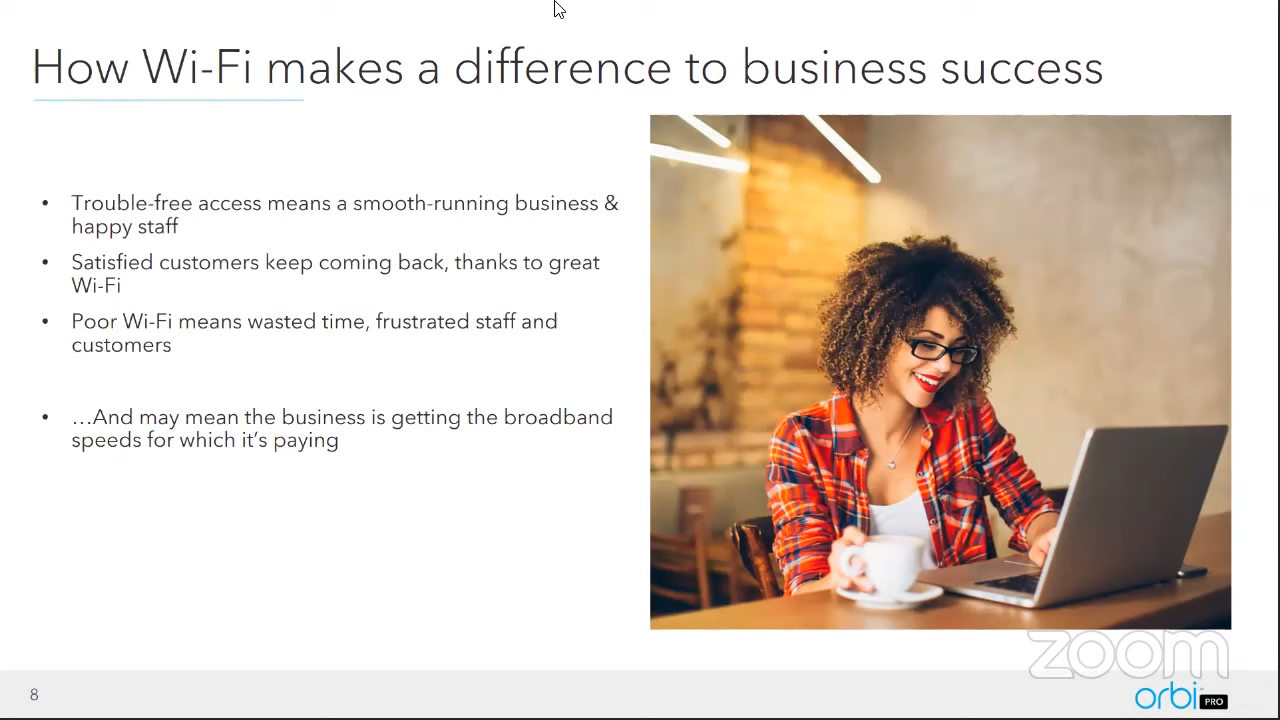 How Wi-Fi makes a difference to business success
• Trouble-free access means a smooth-running business &
happy staff
• Satisfied customers keep coming back, thanks to great
Wi-Fi
• Poor Wi-Fi means wasted time, frustrated staff and
customers
• …And may mean the business is getting the broadband
speeds for which it’s paying
zoom
8
orbi PRO